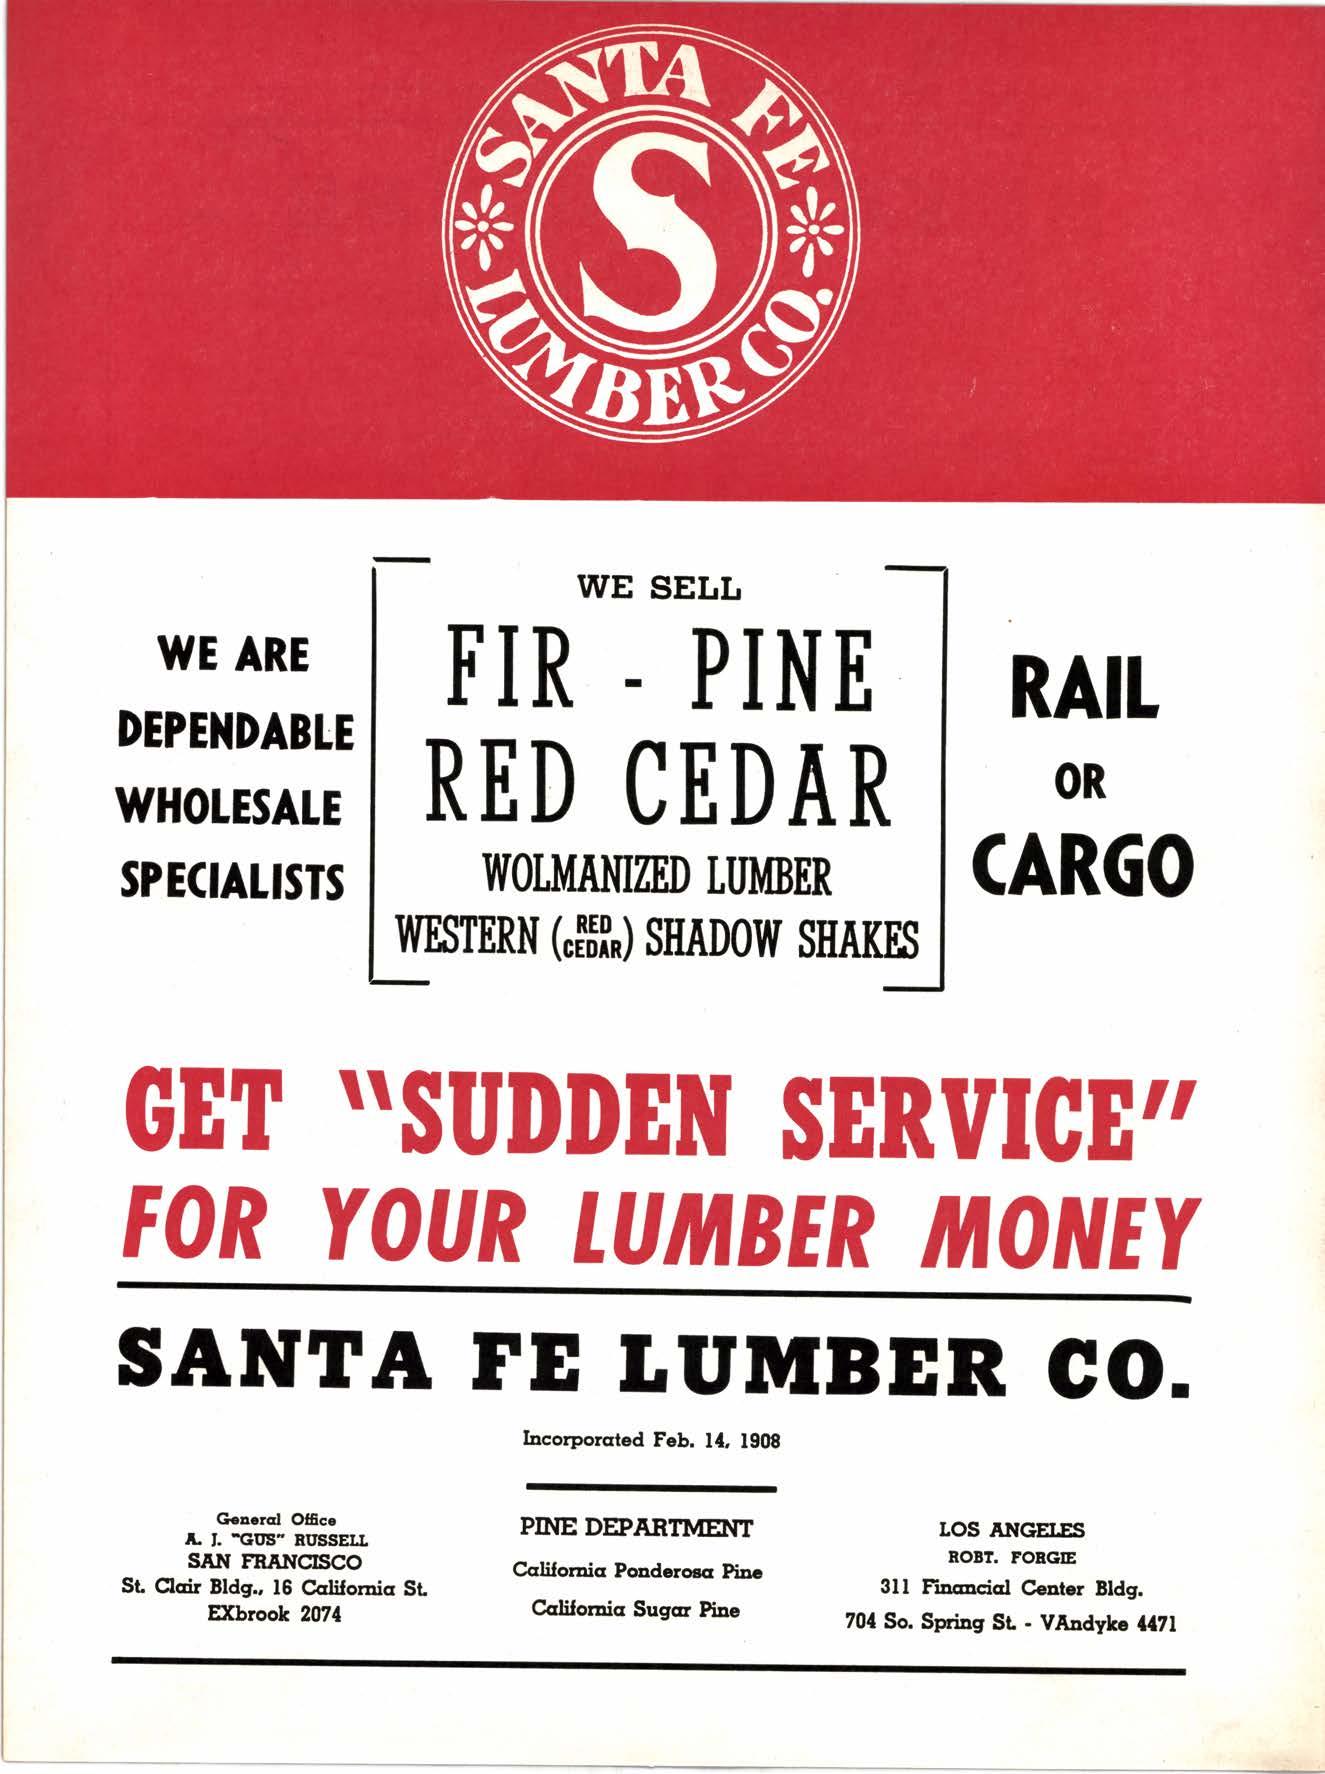 SANTA FE
S
LUMBER CO.
WE ARE
DEPENDABLE
WHOLESALE
SPECIALISTS
WE SELL
FIR - PINE
RED CEDAR
WOLMANIZED LUMBER
WESTERN (RED CEDAR) SHADOW SHAKES
RAIL
OR
CARGO
GET "SUDDEN SERVICE"
FOR YOUR LUMBER MONEY
SANTA FE LUMBER CO.
Incorporated Feb. 14, 1908
General Office
A. J. "GUS" RUSSELL
SAN FRANCISCO
St. Clair Bldg., 16 California St.
EXbrook 2074
PINE DEPARTMENT
California Ponderosa Pine
California Sugar Pine
LOS ANGELES
ROBT. FORGIE
311 Financial Center Bldg.
704 So. Spring St. - VAndyke 4471